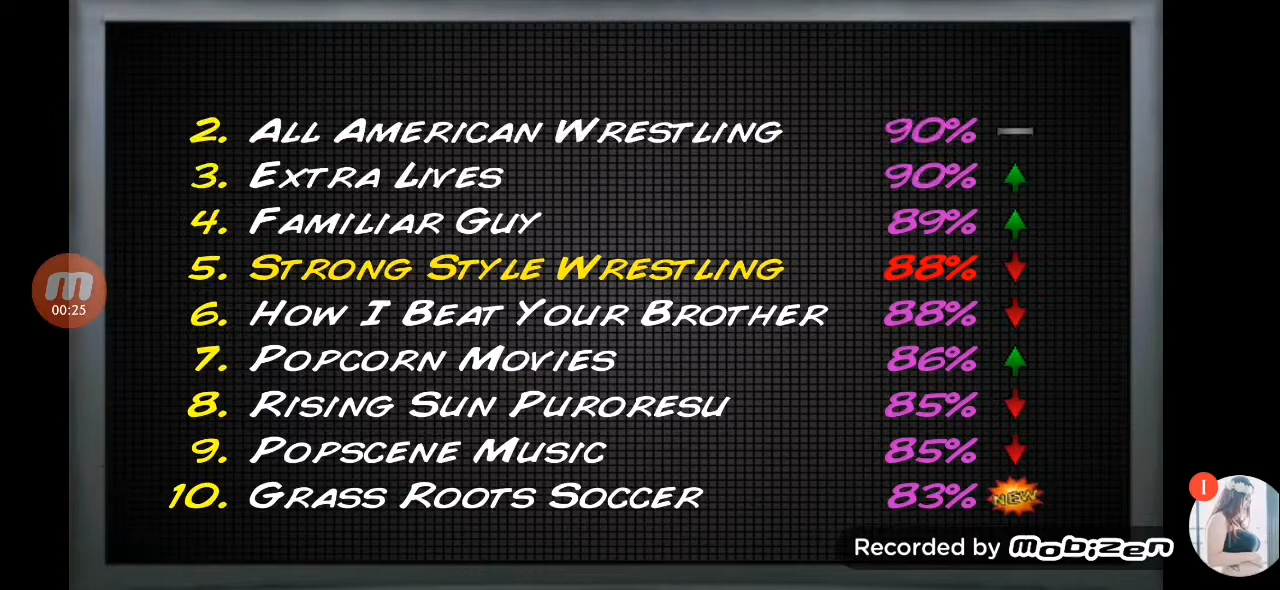 2. All American Wrestling 90%
3. Extra Lives 90%
4. Familiar Guy 89%
5. Strong Style Wrestling 88%
6. How I Beat Your Brother 88%
7. Popcorn Movies 86%
8. Rising Sun Puroresu 85%
9. Popscene Music 85%
10. Grass Roots Soccer 83% NEW
m
00:25
1
Recorded by mobizen